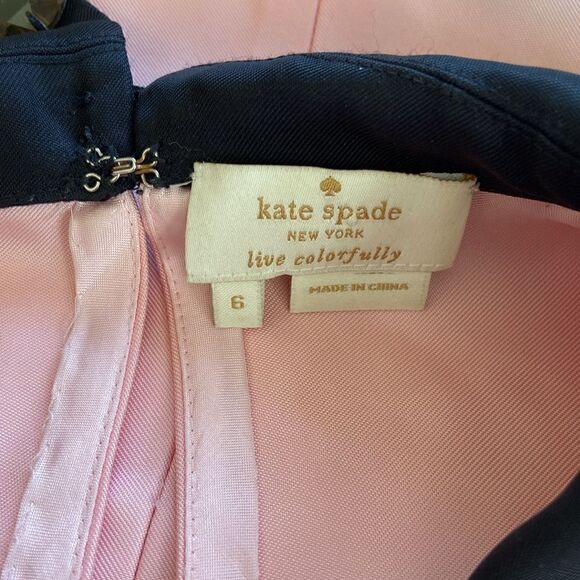 kate spade
NEW YORK
live colorfully
6
MADE IN CHINA